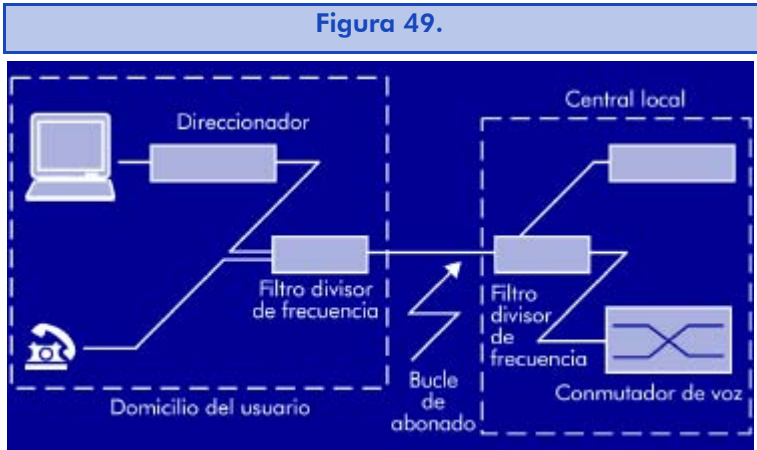 Figura 49.
Direccionador
Filtro divisor
de frecuencia
Domicilio del usuario
Bucle
de
abonado
Central local
Filtro
divisor
de
frecuencia
Conmutador de voz